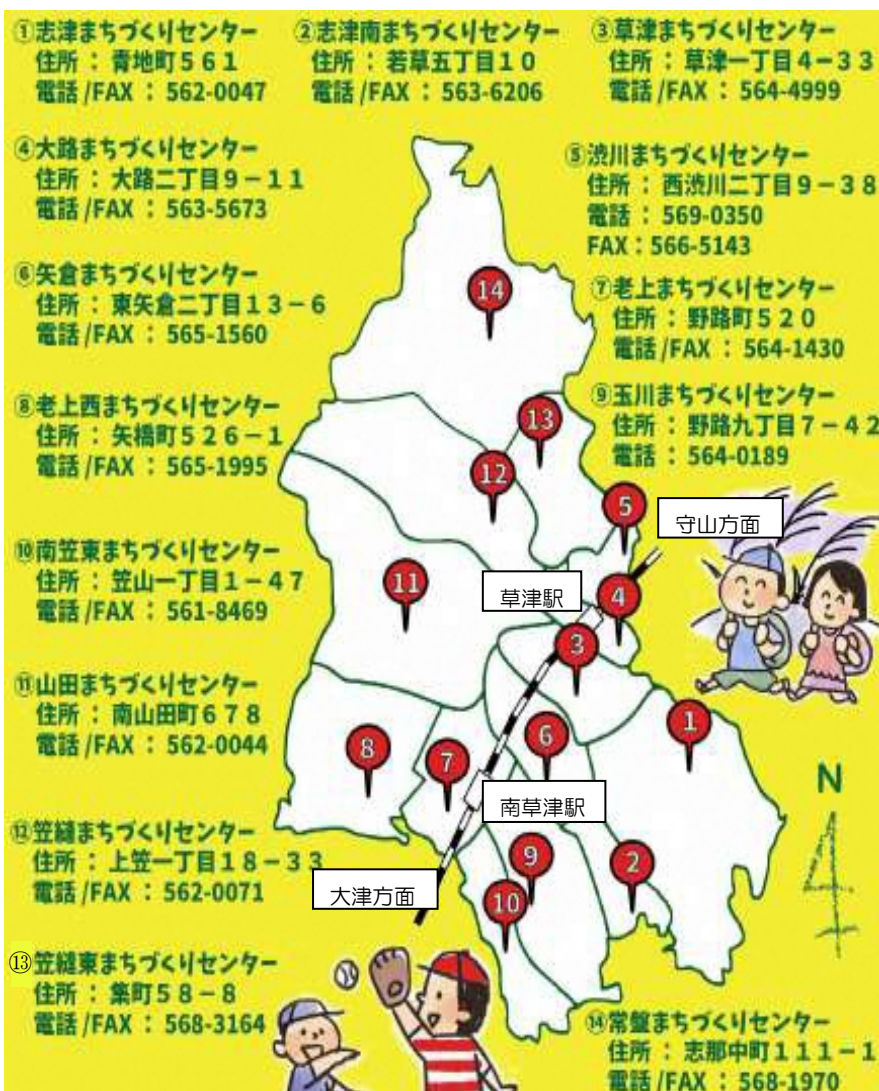 ①志津まちづくりセンター
住所：青地町５６１
電話/FAX：562-0047
②志津南まちづくりセンター
住所：若草五丁目１０
電話/FAX：563-6206
③草津まちづくりセンター
住所：草津一丁目４－３３
電話/FAX：564-4999
④大路まちづくりセンター
住所：大路二丁目９－１１
電話/FAX：563-5673
⑤渋川まちづくりセンター
住所：西渋川二丁目９－３８
電話：569-0350
FAX：566-5143
⑥矢倉まちづくりセンター
住所：東矢倉二丁目１３－６
電話/FAX：565-1560
⑦老上まちづくりセンター
住所：野路町５２０
電話/FAX：564-1430
⑧老上西まちづくりセンター
住所：矢橋町５２６－１
電話/FAX：565-1995
⑨玉川まちづくりセンター
住所：野路九丁目７－４２
電話：564-0189
⑩南笠東まちづくりセンター
住所：笠山一丁目１－４７
電話/FAX：561-8469
⑪山田まちづくりセンター
住所：南山田町６７８
電話/FAX：562-0044
⑫笠縫まちづくりセンター
住所：上笠一丁目１８－３３
電話/FAX：562-0071
⑬笠縫東まちづくりセンター
住所：集町５８－８
電話/FAX：568-3164
⑭常盤まちづくりセンター
住所：志那中町１１１－１
電話/FAX：568-1970
14
13
12
5
守山方面
11
草津駅
4
3
1
8
7
6
南草津駅
N
9
2
大津方面
10